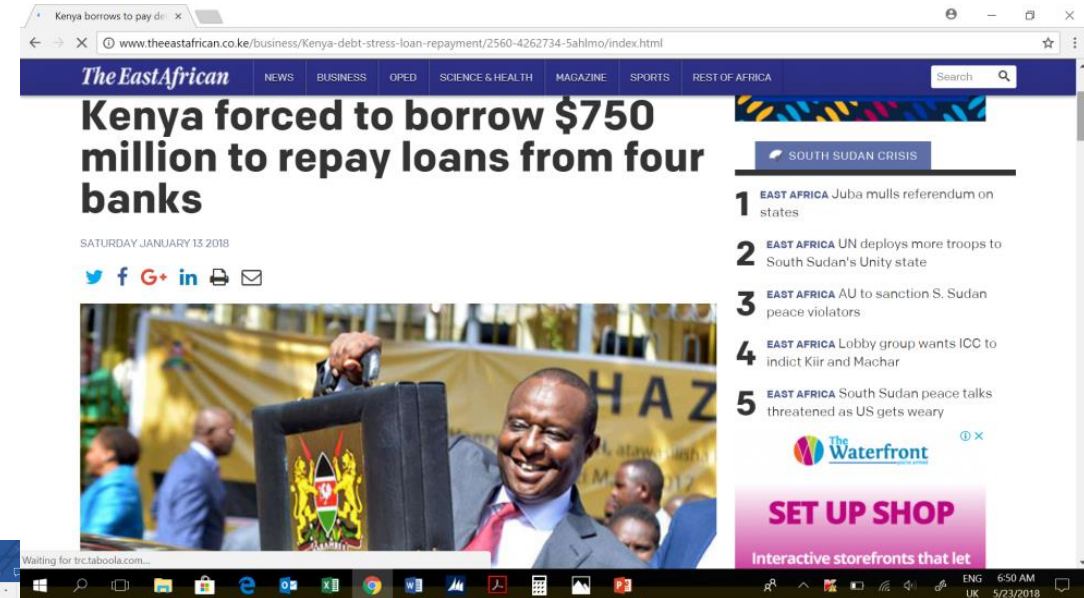 Kenya borrows to pay de
www.theeastafrican.co.ke/business/Kenya-debt-stress-loan-repayment/2560-4262734-5ahlmo/index.html
The EastAfrican NEWS BUSINESS OPED SCIENCE & HEALTH MAGAZINE SPORTS REST OF AFRICA Search
Kenya forced to borrow $750
million to repay loans from four
banks
SATURDAY JANUARY 13 2018
SOUTH SUDAN CRISIS
1 EAST AFRICA Juba mulls referendum on
states
2 EAST AFRICA UN deploys more troops to
South Sudan's Unity state
3 EAST AFRICA AU to sanction S. Sudan
peace violators
4 EAST AFRICA Lobby group wants ICC to
indict Kiir and Machar
5 EAST AFRICA South Sudan peace talks
threatened as US gets weary
The
Waterfront
SET UP SHOP
Interactive storefronts that let
HAZ
2017
HARAMBEE
Waiting for trc.taboola.com...
ENG 6:50 AM
UK 5/23/2018